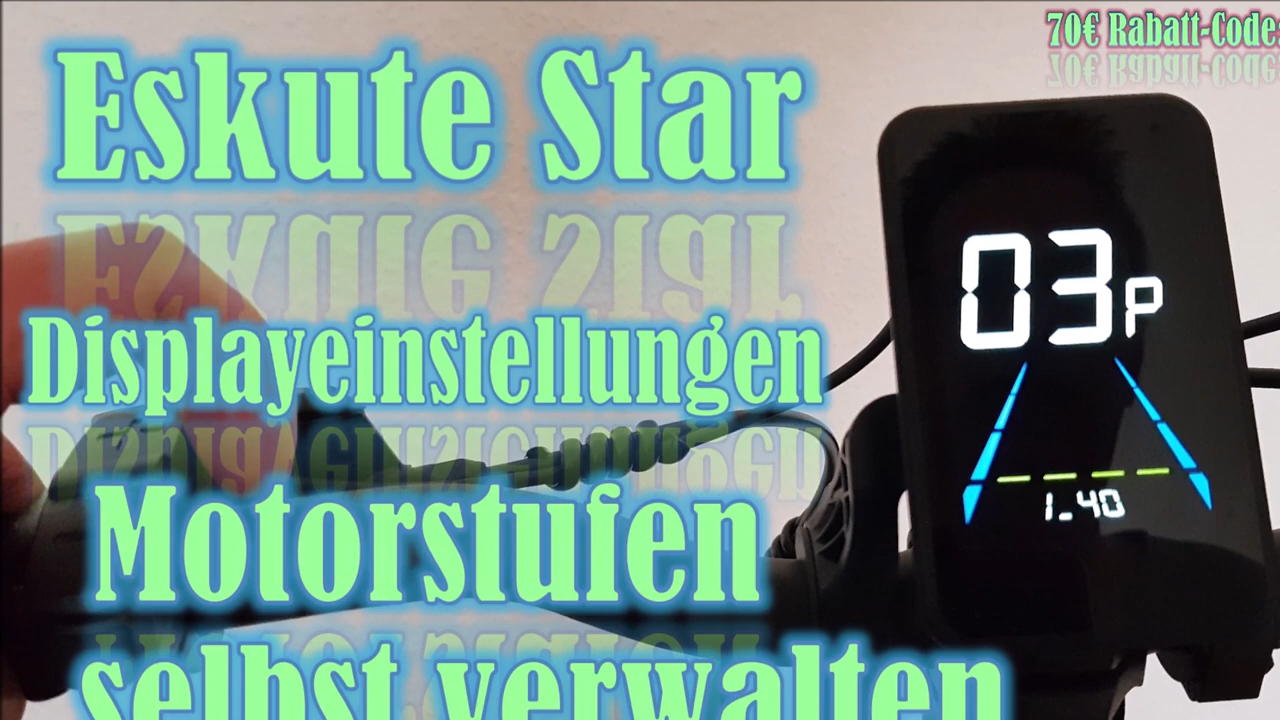 70€ Rabatt-Code
Eskute Star
Displayeinstellungen
Motorstufen
selbst verwalten
03P
1-40